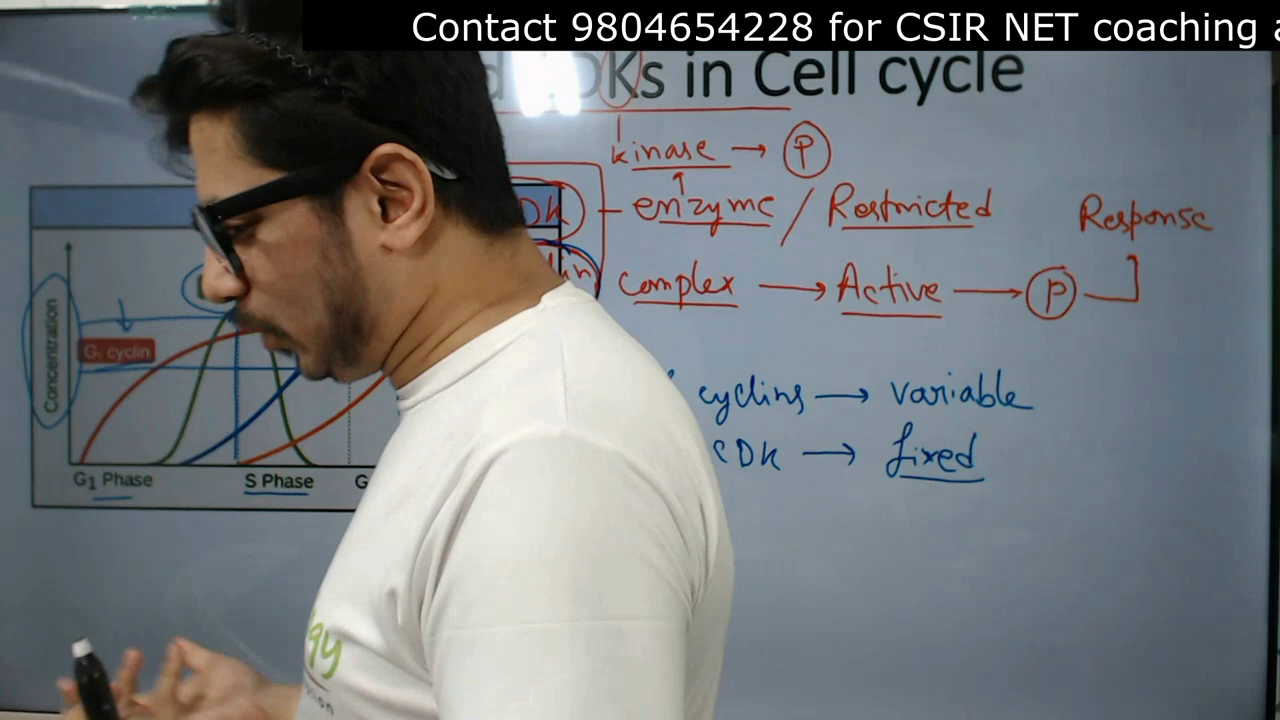 Contact 9804654228 for CSIR NET coaching
Ks in Cell cycle
kinase → P
enzyme / Restricted
Response
complex → Active → P
cyclins → variable
CDK → fixed
Concentration
G₁ cyclin
G1 Phase
S Phase
G